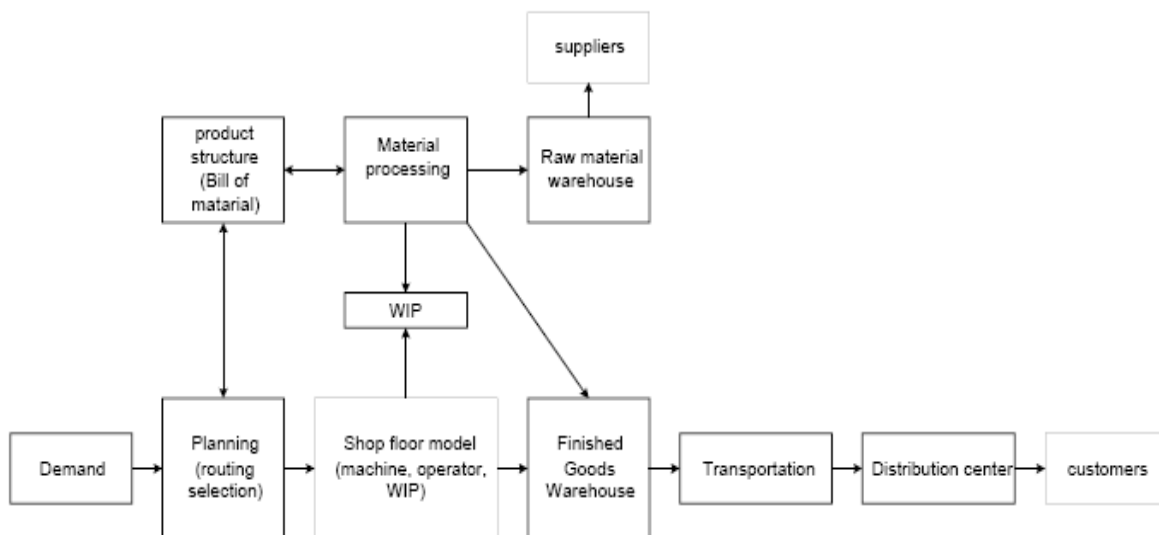 suppliers
product
structure
(Bill of
matarial)
Material
processing
Raw material
warehouse
WIP
Demand
Planning
(routing
selection)
Shop floor model
(machine, operator,
WIP)
Finished
Goods
Warehouse
Transportation
Distribution center
customers